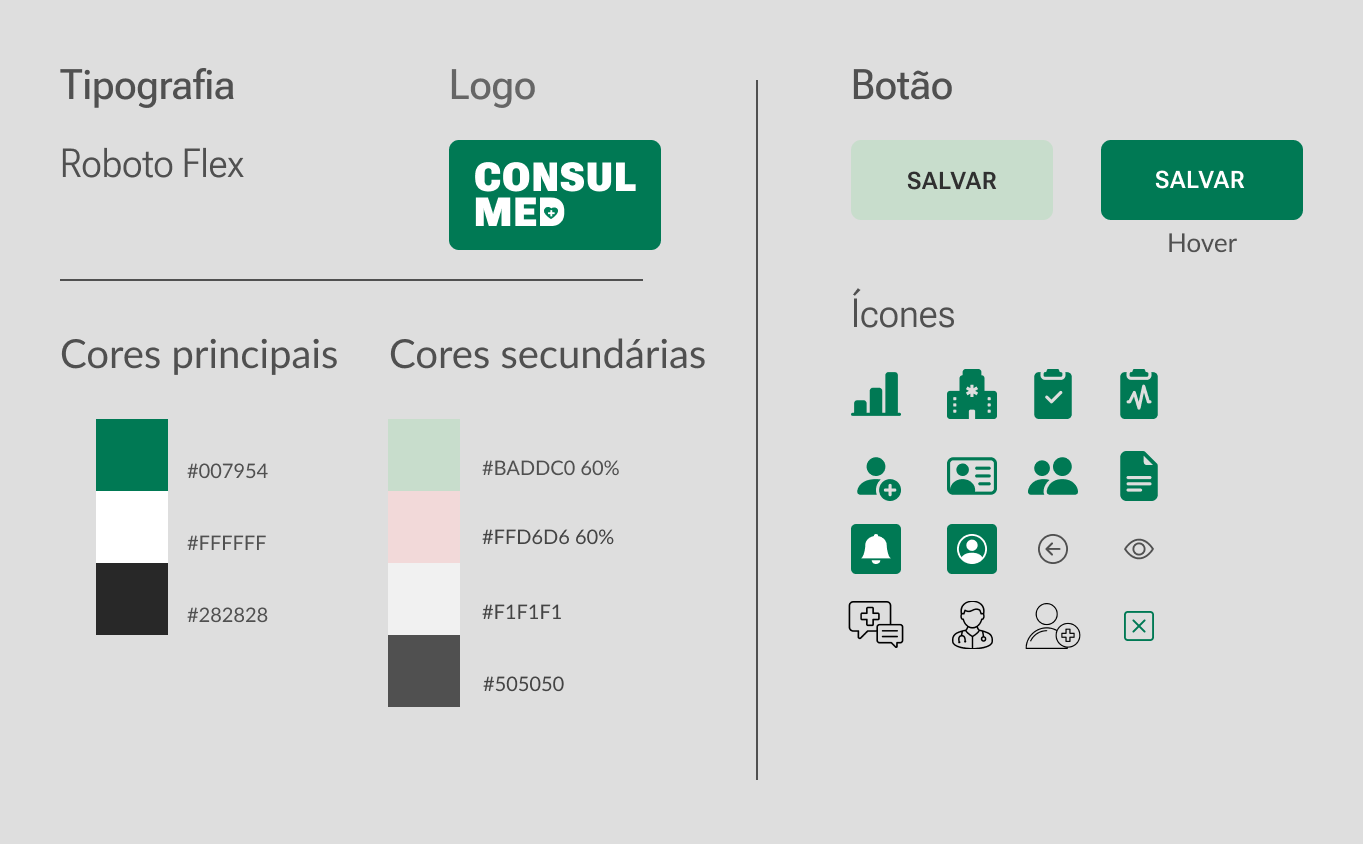 Tipografia
Roboto Flex
Logo
CONSUL
MED
Cores principais
#007954
#FFFFFF
#282828
Cores secundárias
#BADDC0 60%
#FFD6D6 60%
#F1F1F1
#505050
Botão
SALVAR
SALVAR
Hover
Ícones